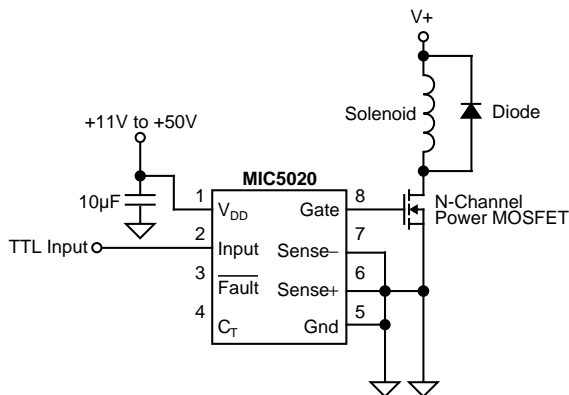 V+
Solenoid
Diode
+11V to +50V
10µF
MIC5020
1
VDD
Gate
8
N-Channel
Power MOSFET
TTL Input
2
Input
Sense−
7
3
Fault
Sense+
6
4
CT
Gnd
5